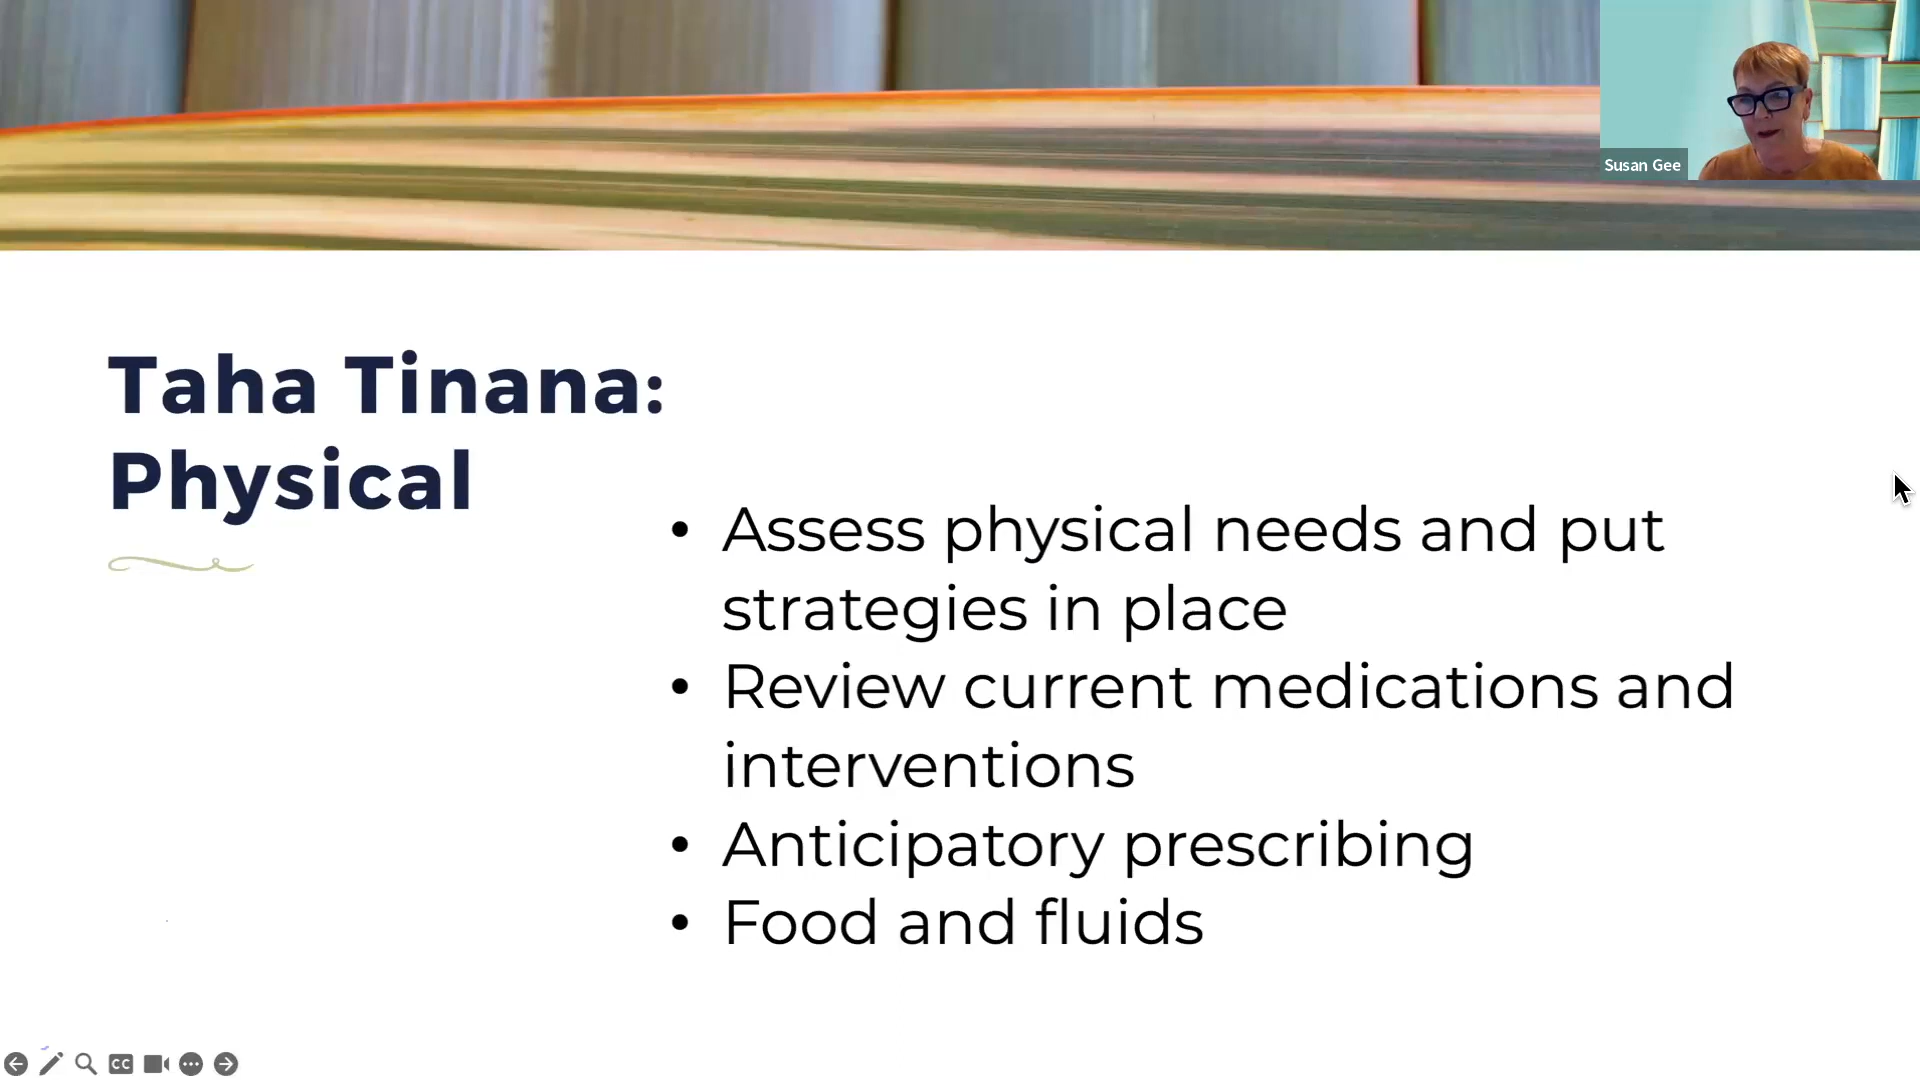 Susan Gee
Taha Tinana:
Physical
• Assess physical needs and put
strategies in place
• Review current medications and
interventions
• Anticipatory prescribing
• Food and fluids
CC